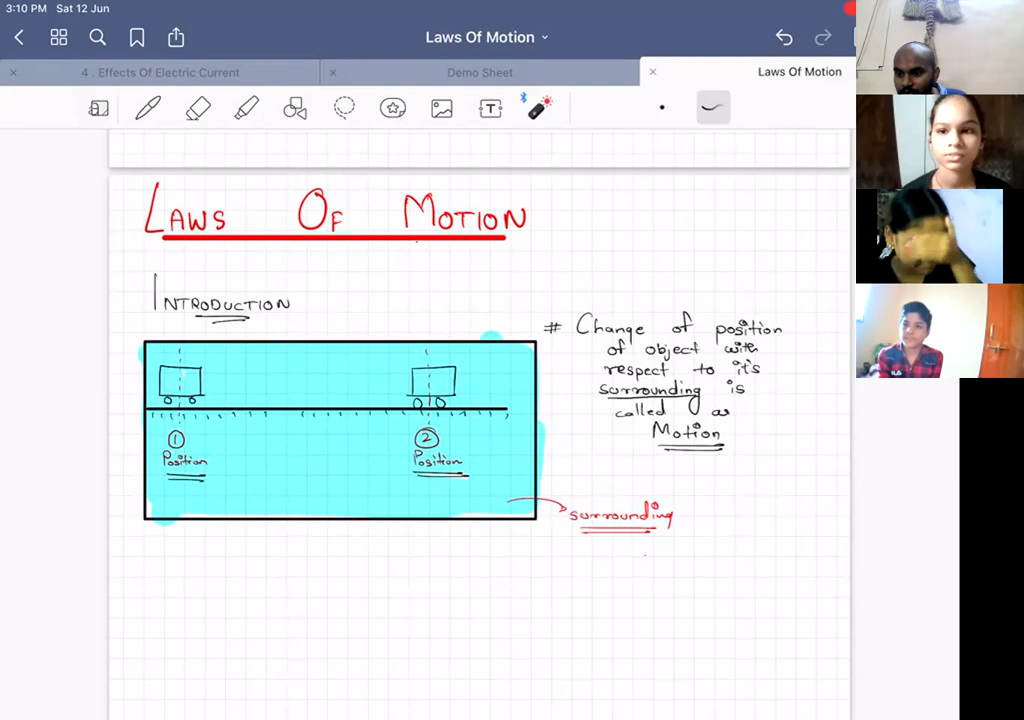 3:10 PM Sat 12 Jun
Laws Of Motion
4 . Effects Of Electric Current
Demo Sheet
Laws Of Motion
T
LAWS OF MOTION
INTRODUCTION
1
Position
2
Position
# Change of position
of object with
respect to it's
surrounding is
called as
Motion
surrounding